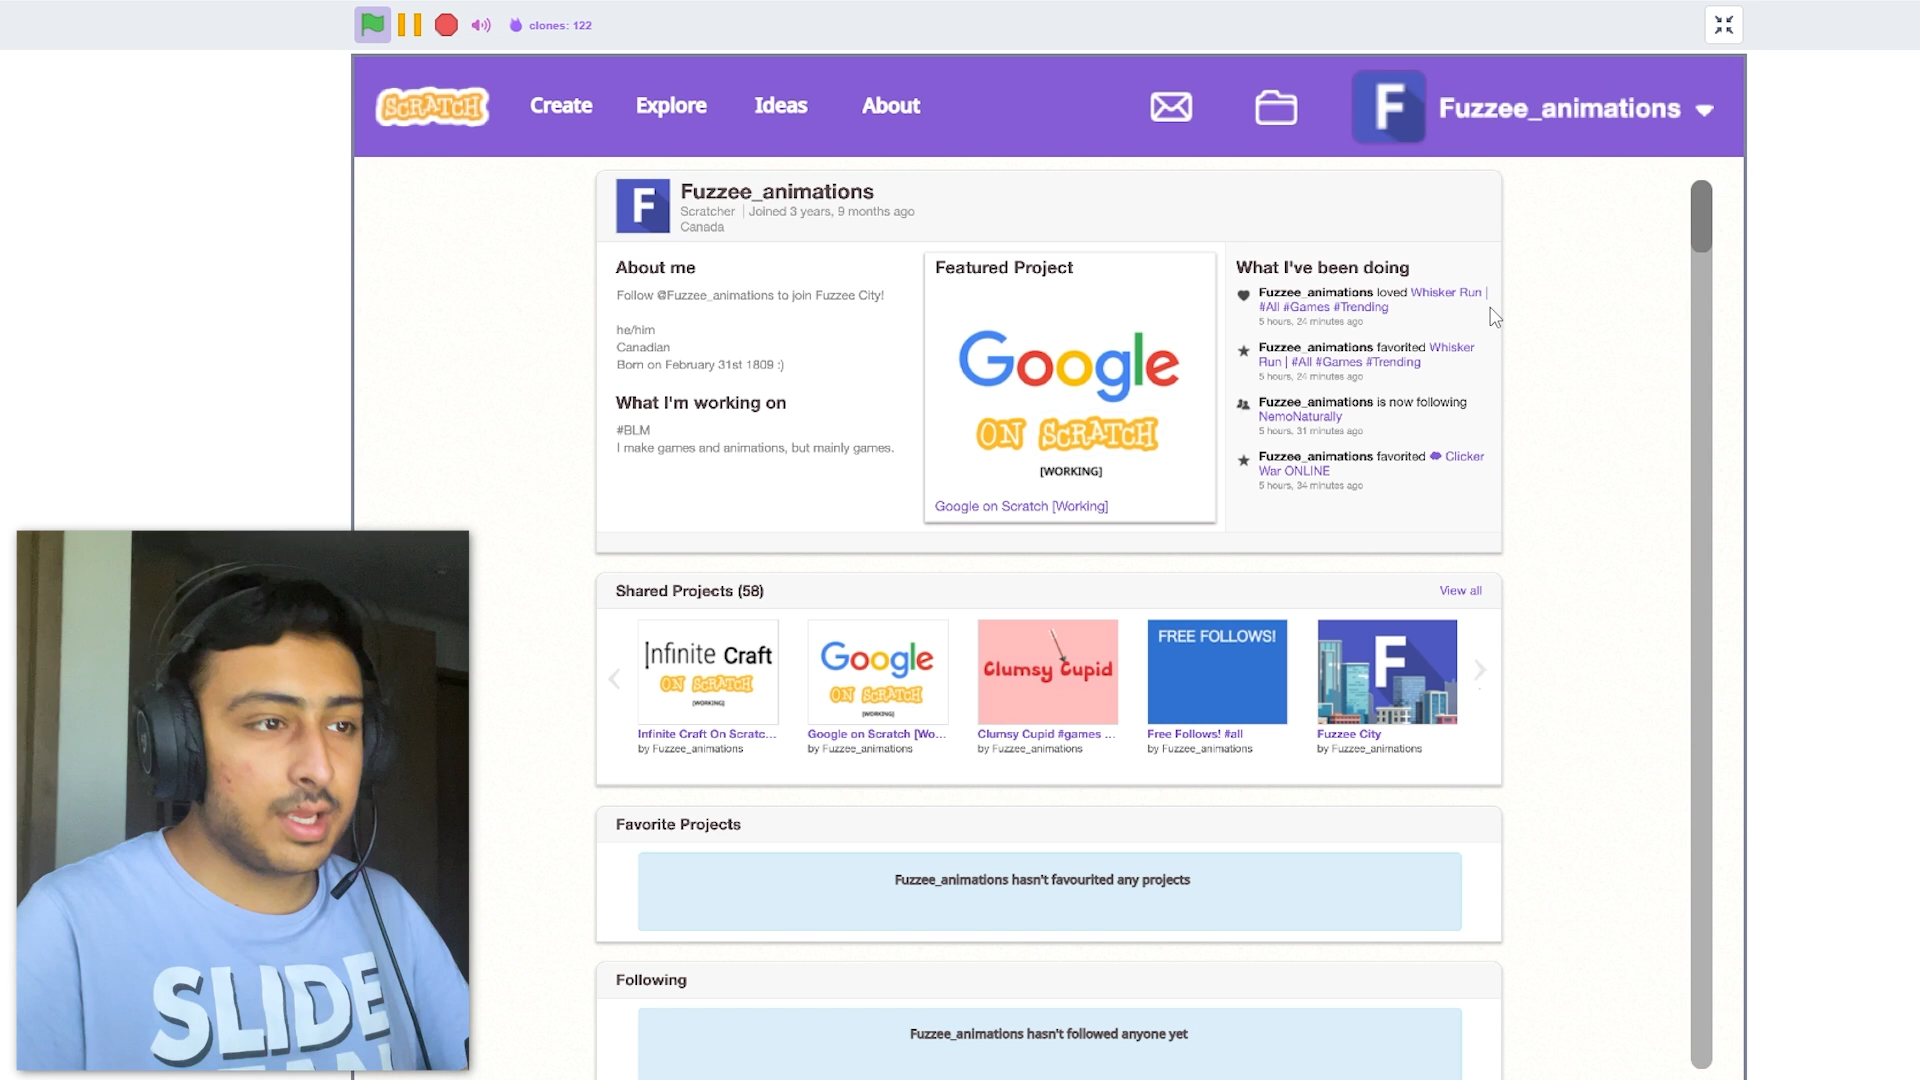 clones: 122
SCRATCH
Create
Explore
Ideas
About
F
Fuzzee_animations
F
Fuzzee_animations
Scratcher | Joined 3 years, 9 months ago
Canada
About me
Follow @Fuzzee_animations to join Fuzzee City!
he/him
Canadian
Born on February 31st 1809 :)
What I'm working on
#BLM
I make games and animations, but mainly games.
Featured Project
Google
ON SCRATCH
[WORKING]
Google on Scratch [Working]
What I've been doing
Fuzzee_animations loved Whisker Run |
#All #Games #Trending
5 hours, 24 minutes ago
Fuzzee_animations favorited Whisker
Run | #All #Games #Trending
5 hours, 24 minutes ago
Fuzzee_animations is now following
NemoNaturally
5 hours, 31 minutes ago
Fuzzee_animations favorited Clicker
War ONLINE
5 hours, 34 minutes ago
Shared Projects (58)
View all
Infinite Craft
ON SCRATCH
[WORKING]
Infinite Craft On Scratc...
by Fuzzee_animations
Google
ON SCRATCH
[WORKING]
Google on Scratch [Wo...
by Fuzzee_animations
Clumsy Cupid
Clumsy Cupid #games ...
by Fuzzee_animations
FREE FOLLOWS!
Free Follows! #all
by Fuzzee_animations
F
Fuzzee City
by Fuzzee_animations
Favorite Projects
Fuzzee_animations hasn't favourited any projects
Following
Fuzzee_animations hasn't followed anyone yet
SLIDE